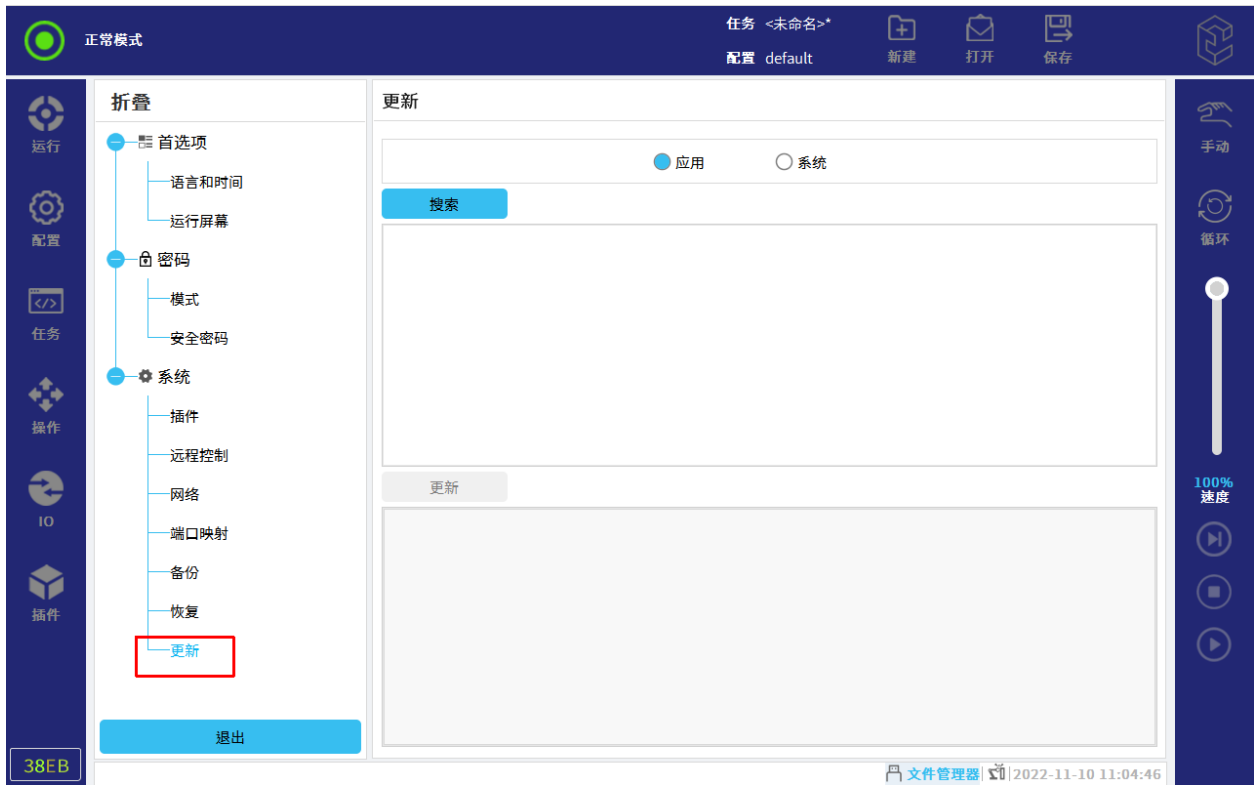 正常模式
任务 <未命名>*
配置 default
新建
打开
保存
运行
配置
</>
任务
操作
IO
插件
38EB
折叠
首选项
语言和时间
运行屏幕
密码
模式
安全密码
系统
插件
远程控制
网络
端口映射
备份
恢复
更新
退出
更新
应用
系统
搜索
更新
手动
循环
100%
速度
文件管理器
2022-11-10 11:04:46